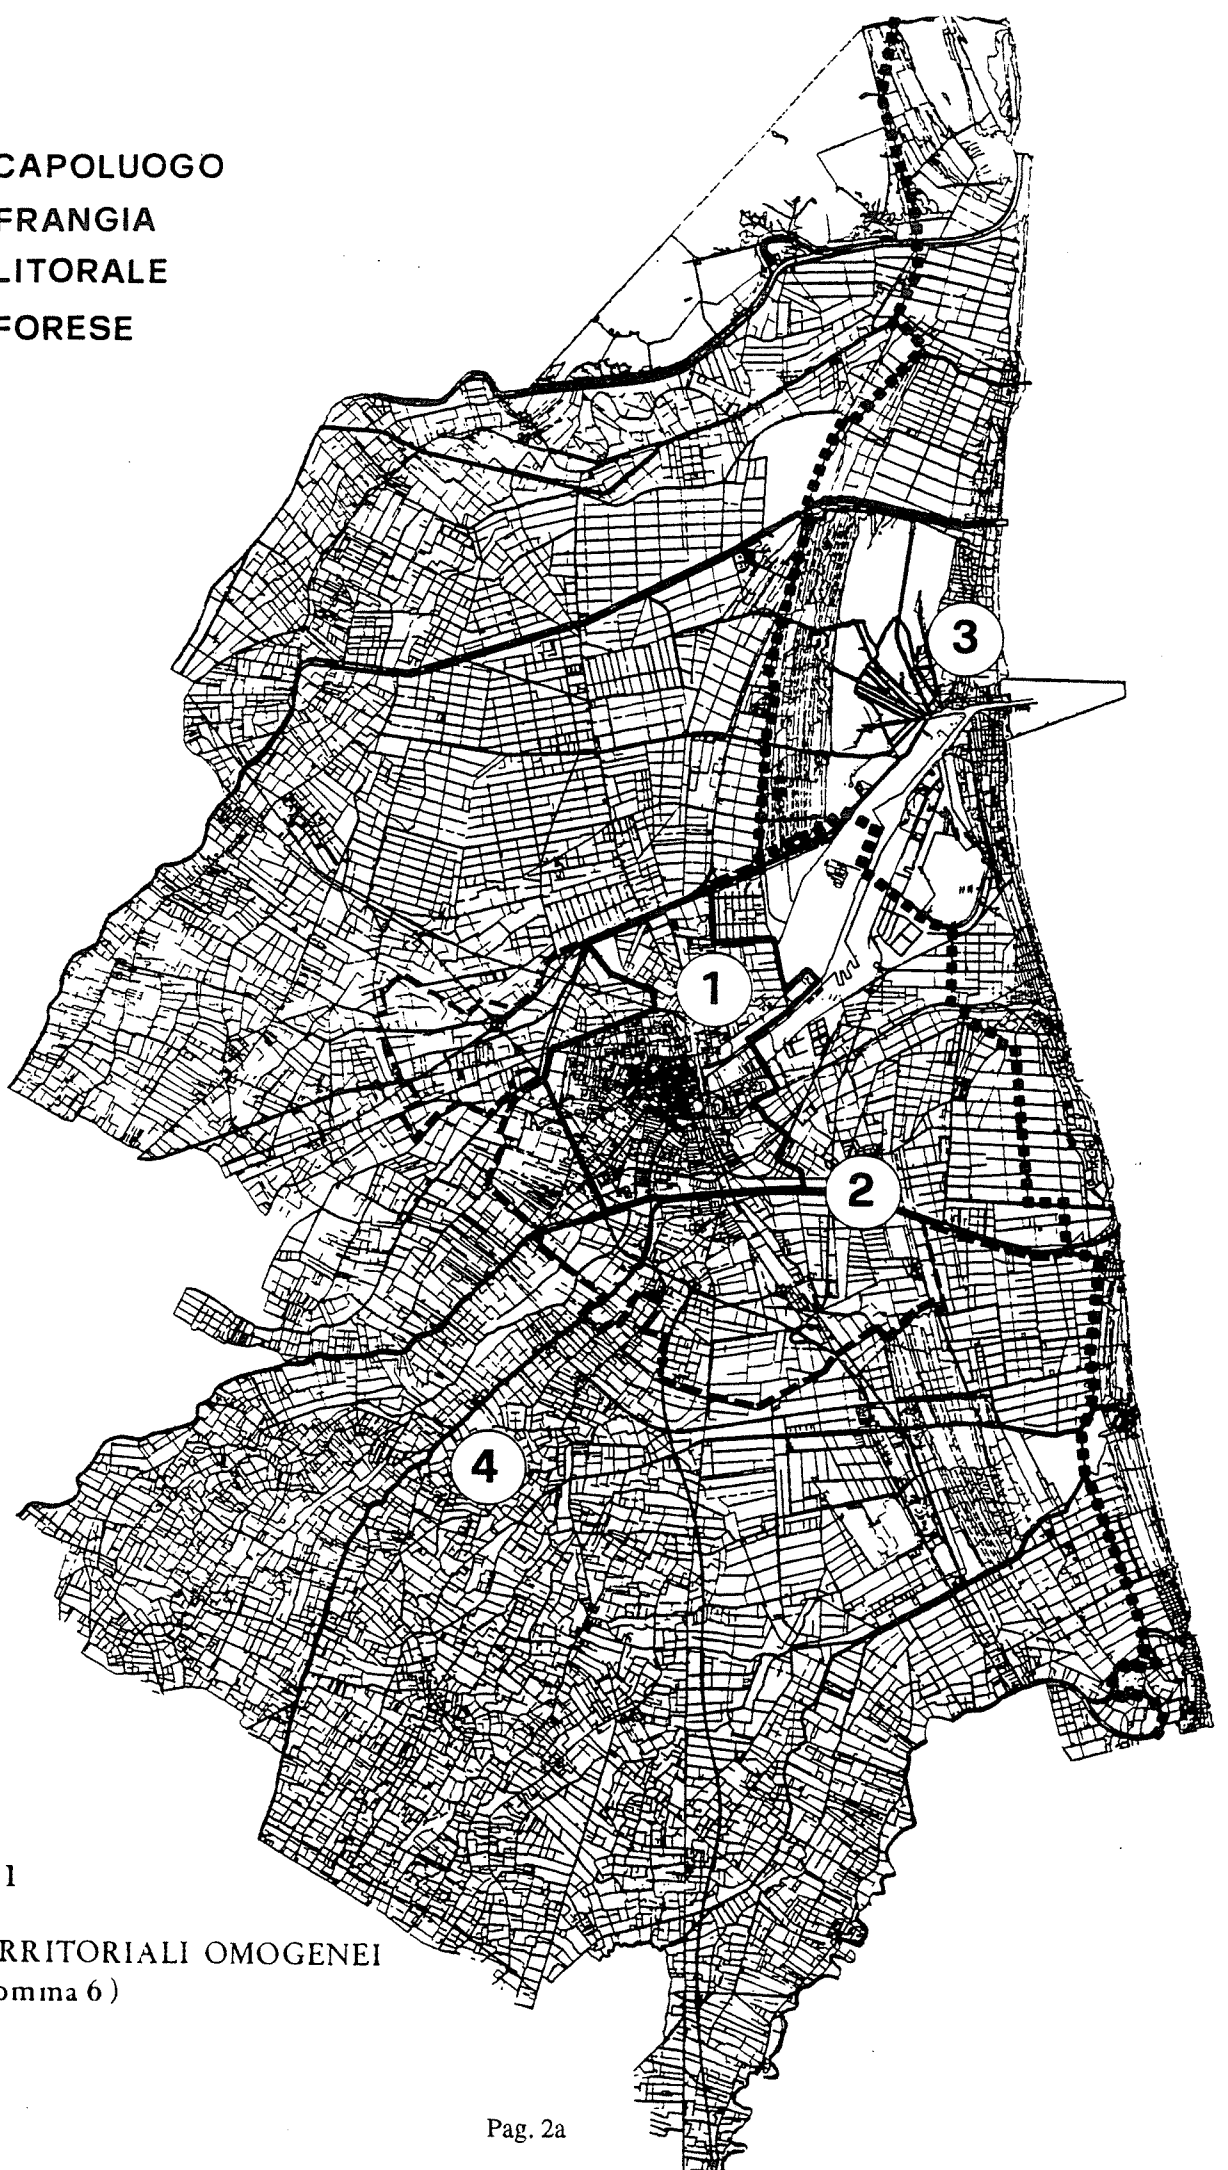 CAPOLUOGO
FRANGIA
LITORALE
FORESE
3
1
2
4
1
RRITORIALI OMOGENEI
omma 6 )
Pag. 2a